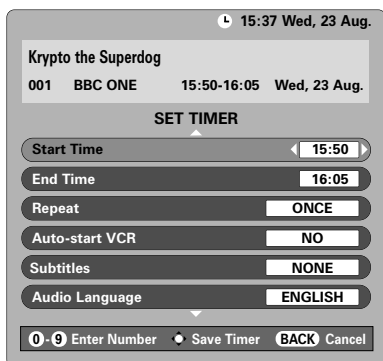 15:37 Wed, 23 Aug.
Krypto the Superdog
001 BBC ONE 15:50-16:05 Wed, 23 Aug.
SET TIMER
Start Time 15:50
End Time 16:05
Repeat ONCE
Auto-start VCR NO
Subtitles NONE
Audio Language ENGLISH
0-9 Enter Number Save Timer BACK Cancel